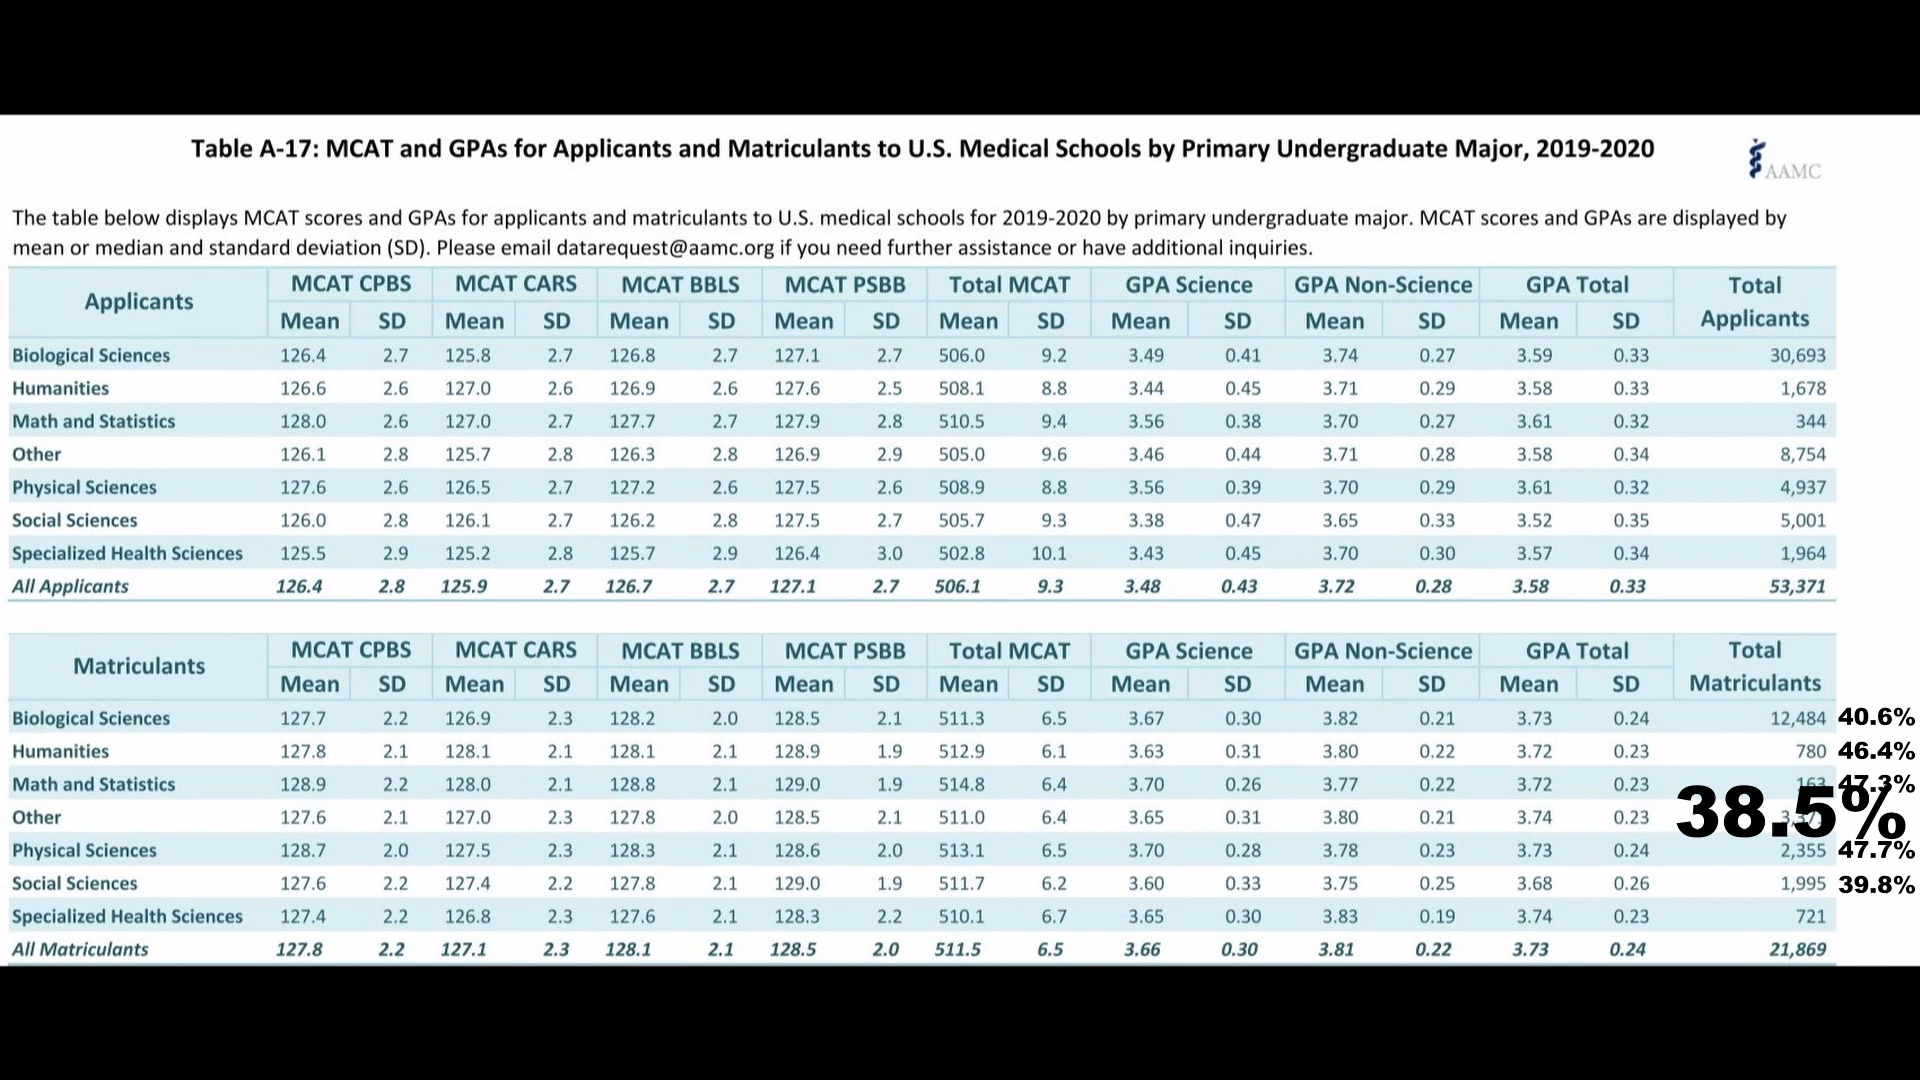 Table A-17: MCAT and GPAs for Applicants and Matriculants to U.S. Medical Schools by Primary Undergraduate Major, 2019-2020
AAMC
The table below displays MCAT scores and GPAs for applicants and matriculants to U.S. medical schools for 2019-2020 by primary undergraduate major. MCAT scores and GPAs are displayed by
mean or median and standard deviation (SD). Please email datarequest@aamc.org if you need further assistance or have additional inquiries.
Applicants MCAT CPBS MCAT CARS MCAT BBLS MCAT PSBB Total MCAT GPA Science GPA Non-Science GPA Total Total Applicants
Mean SD Mean SD Mean SD Mean SD Mean SD Mean SD Mean SD Mean SD
Biological Sciences 126.4 2.7 125.8 2.7 126.8 2.7 127.1 2.7 506.0 9.2 3.49 0.41 3.74 0.27 3.59 0.33 30,693
Humanities 126.6 2.6 127.0 2.6 126.9 2.6 127.6 2.5 508.1 8.8 3.44 0.45 3.71 0.29 3.58 0.33 1,678
Math and Statistics 128.0 2.6 127.0 2.7 127.7 2.7 127.9 2.8 510.5 9.4 3.56 0.38 3.70 0.27 3.61 0.32 344
Other 126.1 2.8 125.7 2.8 126.3 2.8 126.9 2.9 505.0 9.6 3.46 0.44 3.71 0.28 3.58 0.34 8,754
Physical Sciences 127.6 2.6 126.5 2.7 127.2 2.6 127.5 2.6 508.9 8.8 3.56 0.39 3.70 0.29 3.61 0.32 4,937
Social Sciences 126.0 2.8 126.1 2.7 126.2 2.8 127.5 2.7 505.7 9.3 3.38 0.47 3.65 0.33 3.52 0.35 5,001
Specialized Health Sciences 125.5 2.9 125.2 2.8 125.7 2.9 126.4 3.0 502.8 10.1 3.43 0.45 3.70 0.30 3.57 0.34 1,964
All Applicants 126.4 2.8 125.9 2.7 126.7 2.7 127.1 2.7 506.1 9.3 3.48 0.43 3.72 0.28 3.58 0.33 53,371
Matriculants MCAT CPBS MCAT CARS MCAT BBLS MCAT PSBB Total MCAT GPA Science GPA Non-Science GPA Total Total Matriculants
Mean SD Mean SD Mean SD Mean SD Mean SD Mean SD Mean SD Mean SD
Biological Sciences 127.7 2.2 126.9 2.3 128.2 2.0 128.5 2.1 511.3 6.5 3.67 0.30 3.82 0.21 3.73 0.24 12,484 40.6%
Humanities 127.8 2.1 128.1 2.1 128.1 2.1 128.9 1.9 512.9 6.1 3.63 0.31 3.80 0.22 3.72 0.23 780 46.4%
Math and Statistics 128.9 2.2 128.0 2.1 128.8 2.1 129.0 1.9 514.8 6.4 3.70 0.26 3.77 0.22 3.72 0.23 163 47.3%
Other 127.6 2.1 127.0 2.3 127.8 2.0 128.5 2.1 511.0 6.4 3.65 0.31 3.80 0.21 3.74 0.23 38.5%
Physical Sciences 128.7 2.0 127.5 2.3 128.3 2.1 128.6 2.0 513.1 6.5 3.70 0.28 3.78 0.23 3.73 0.24 2,355 47.7%
Social Sciences 127.6 2.2 127.4 2.2 127.8 2.1 129.0 1.9 511.7 6.2 3.60 0.33 3.75 0.25 3.68 0.26 1,995 39.8%
Specialized Health Sciences 127.4 2.2 126.8 2.3 127.6 2.1 128.3 2.2 510.1 6.7 3.65 0.30 3.83 0.19 3.74 0.23 721
All Matriculants 127.8 2.2 127.1 2.3 128.1 2.1 128.5 2.0 511.5 6.5 3.66 0.30 3.81 0.22 3.73 0.24 21,869